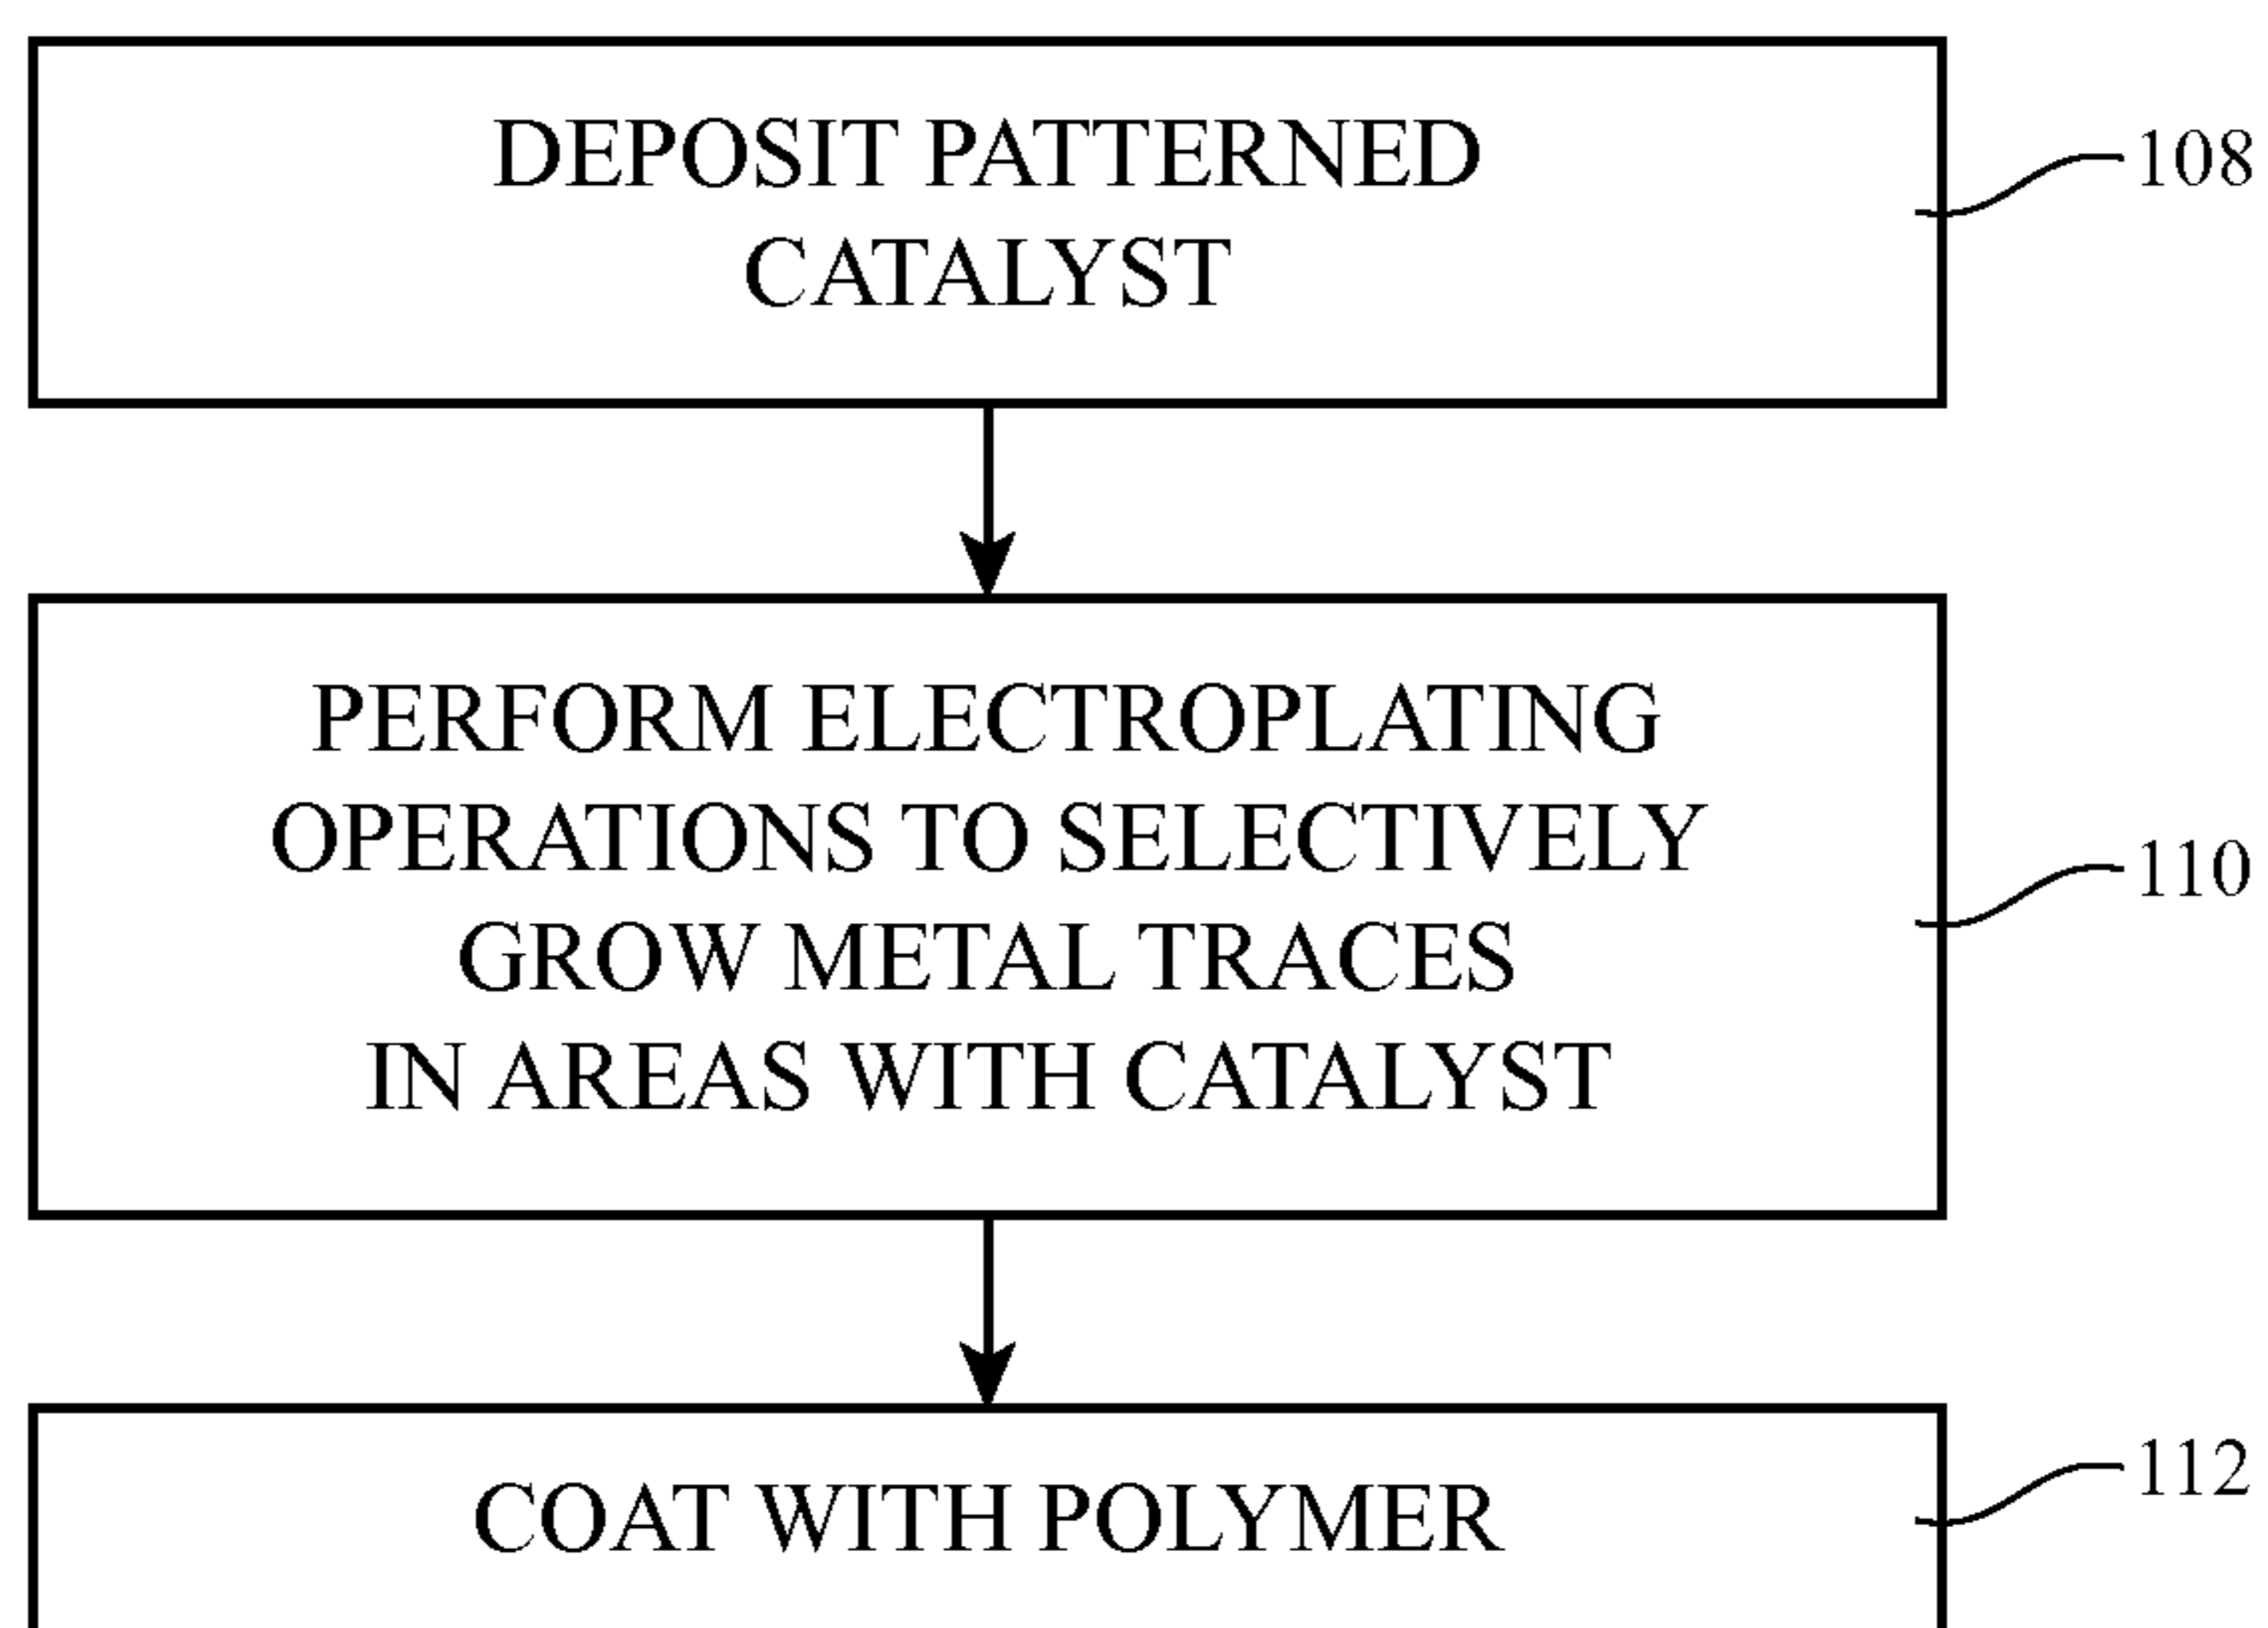 DEPOSIT PATTERNED
CATALYST
108
PERFORM ELECTROPLATING
OPERATIONS TO SELECTIVELY
GROW METAL TRACES
IN AREAS WITH CATALYST
110
COAT WITH POLYMER
112